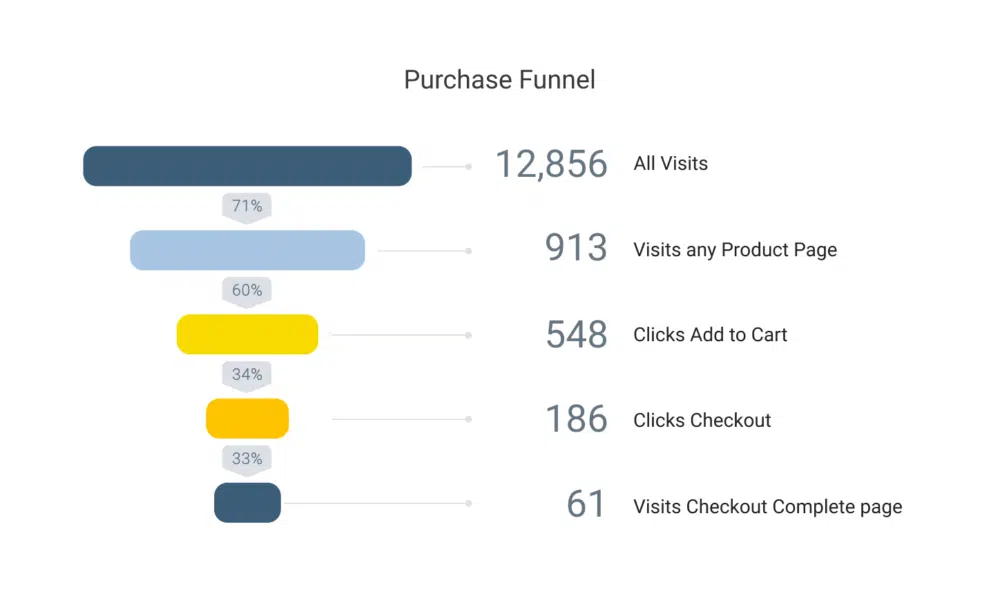 Purchase Funnel
12,856 All Visits
71%
913 Visits any Product Page
60%
548 Clicks Add to Cart
34%
186 Clicks Checkout
33%
61 Visits Checkout Complete page